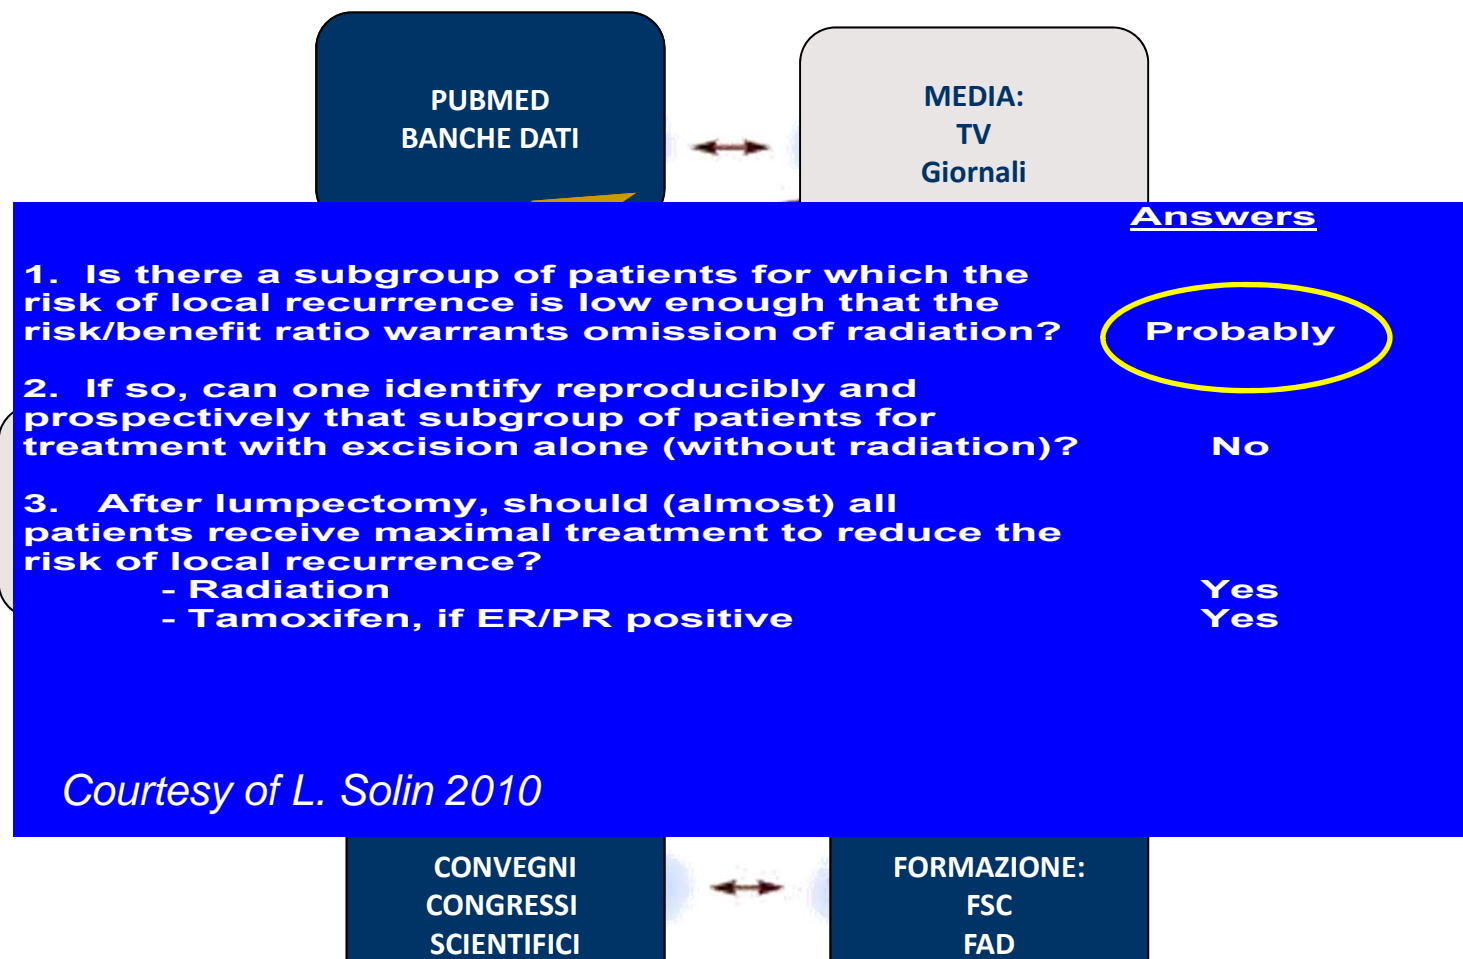 PUBMED
BANCHE DATI
MEDIA:
TV
Giornali
Answers
1. Is there a subgroup of patients for which the
risk of local recurrence is low enough that the
risk/benefit ratio warrants omission of radiation? Probably
2. If so, can one identify reproducibly and
prospectively that subgroup of patients for
treatment with excision alone (without radiation)? No
3. After lumpectomy, should (almost) all
patients receive maximal treatment to reduce the
risk of local recurrence?
- Radiation Yes
- Tamoxifen, if ER/PR positive Yes
Courtesy of L. Solin 2010
CONVEGNI
CONGRESSI
SCIENTIFICI
FORMAZIONE:
FSC
FAD